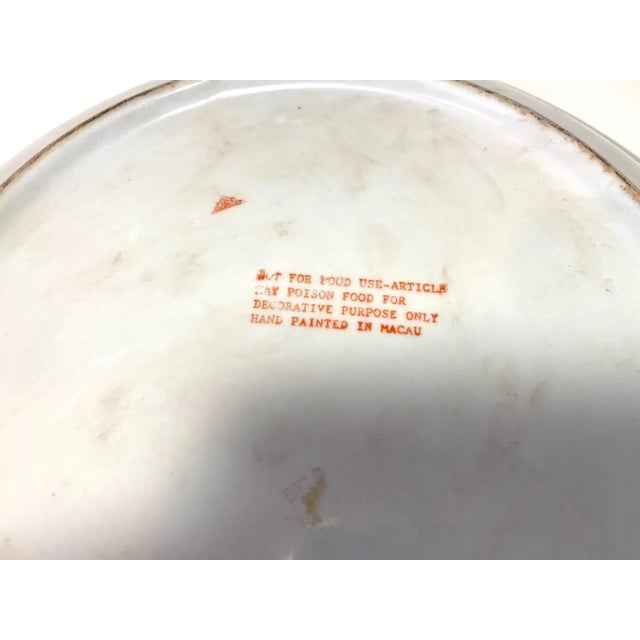 NOT FOR FOOD USE-ARTICLE
MAY POISON FOOD FOR
DECORATIVE PURPOSE ONLY
HAND PAINTED IN MACAU